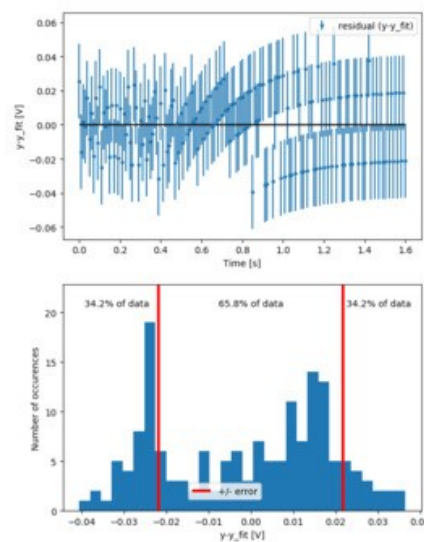 0.06
residual (y-y_fit)
0.04
0.02
0.00
-0.02
-0.04
-0.06
y-y_fit [V]
0.0 0.2 0.4 0.6 0.8 1.0 1.2 1.4 1.6
Time [s]
34.2% of data 65.8% of data 34.2% of data
20
15
10
5
0
Number of occurences
+/- error
-0.04 -0.03 -0.02 -0.01 0.00 0.01 0.02 0.03 0.0
y-y_fit [V]